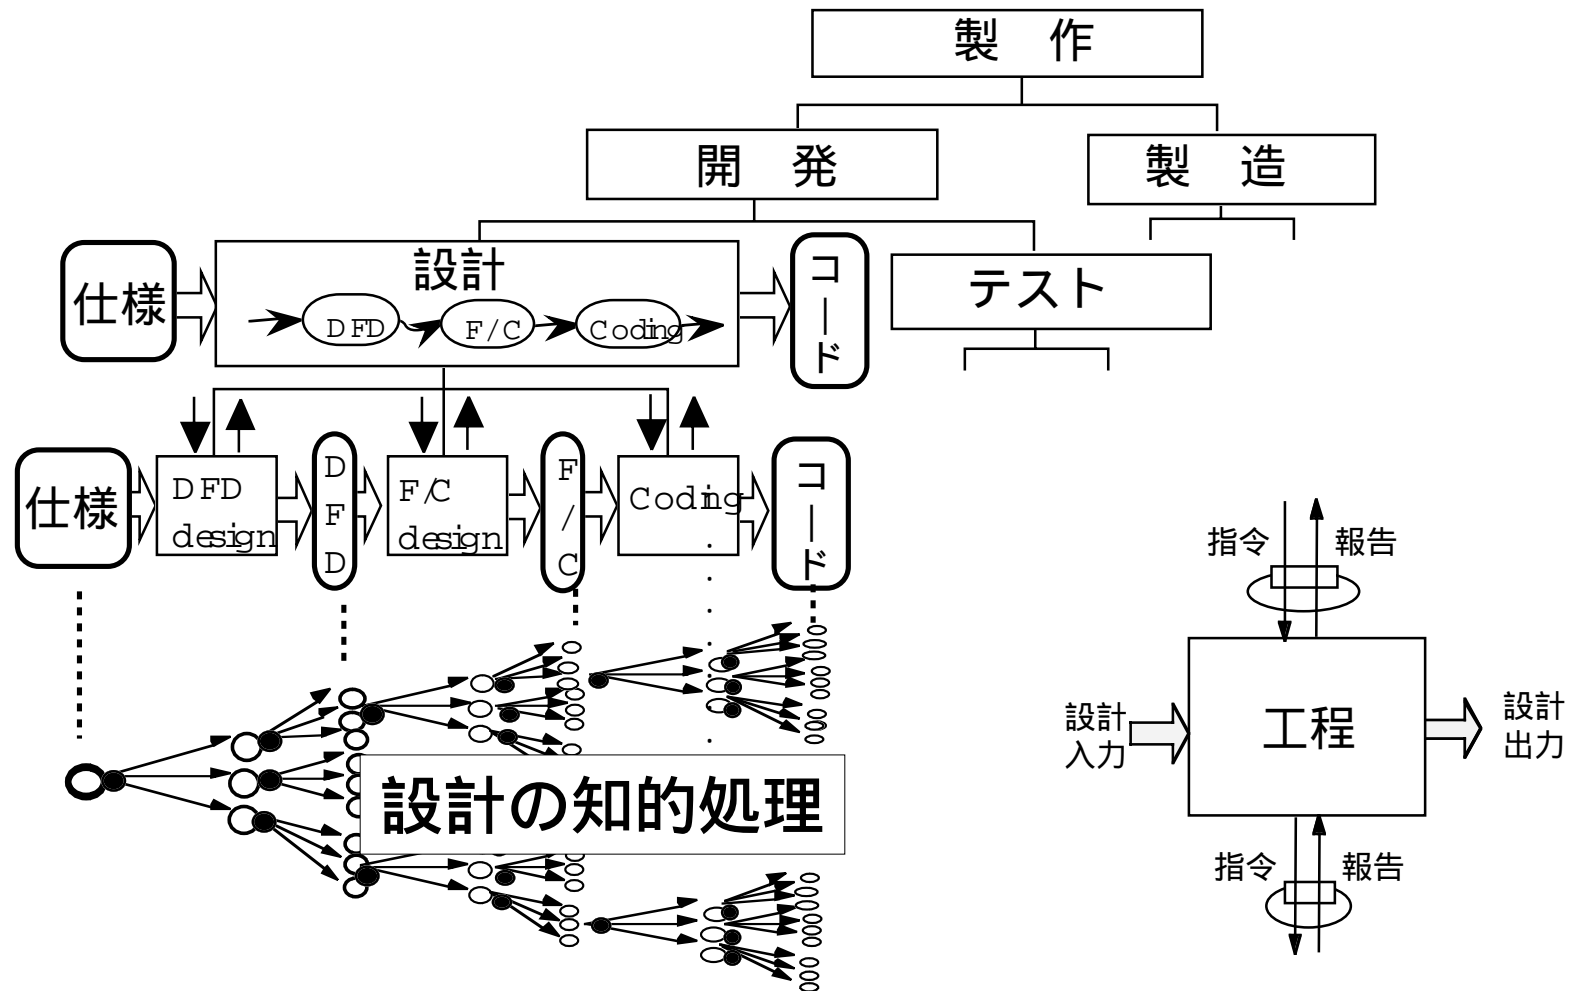 製 作
開 発
製 造
仕様
設計
DFD
F/C
Coding
コード
テスト
仕様
DFD
design
DFD
F/C
design
F/C
Coding
コード
設計の知的処理
指令
報告
設計
入力
工程
設計
出力
指令
報告